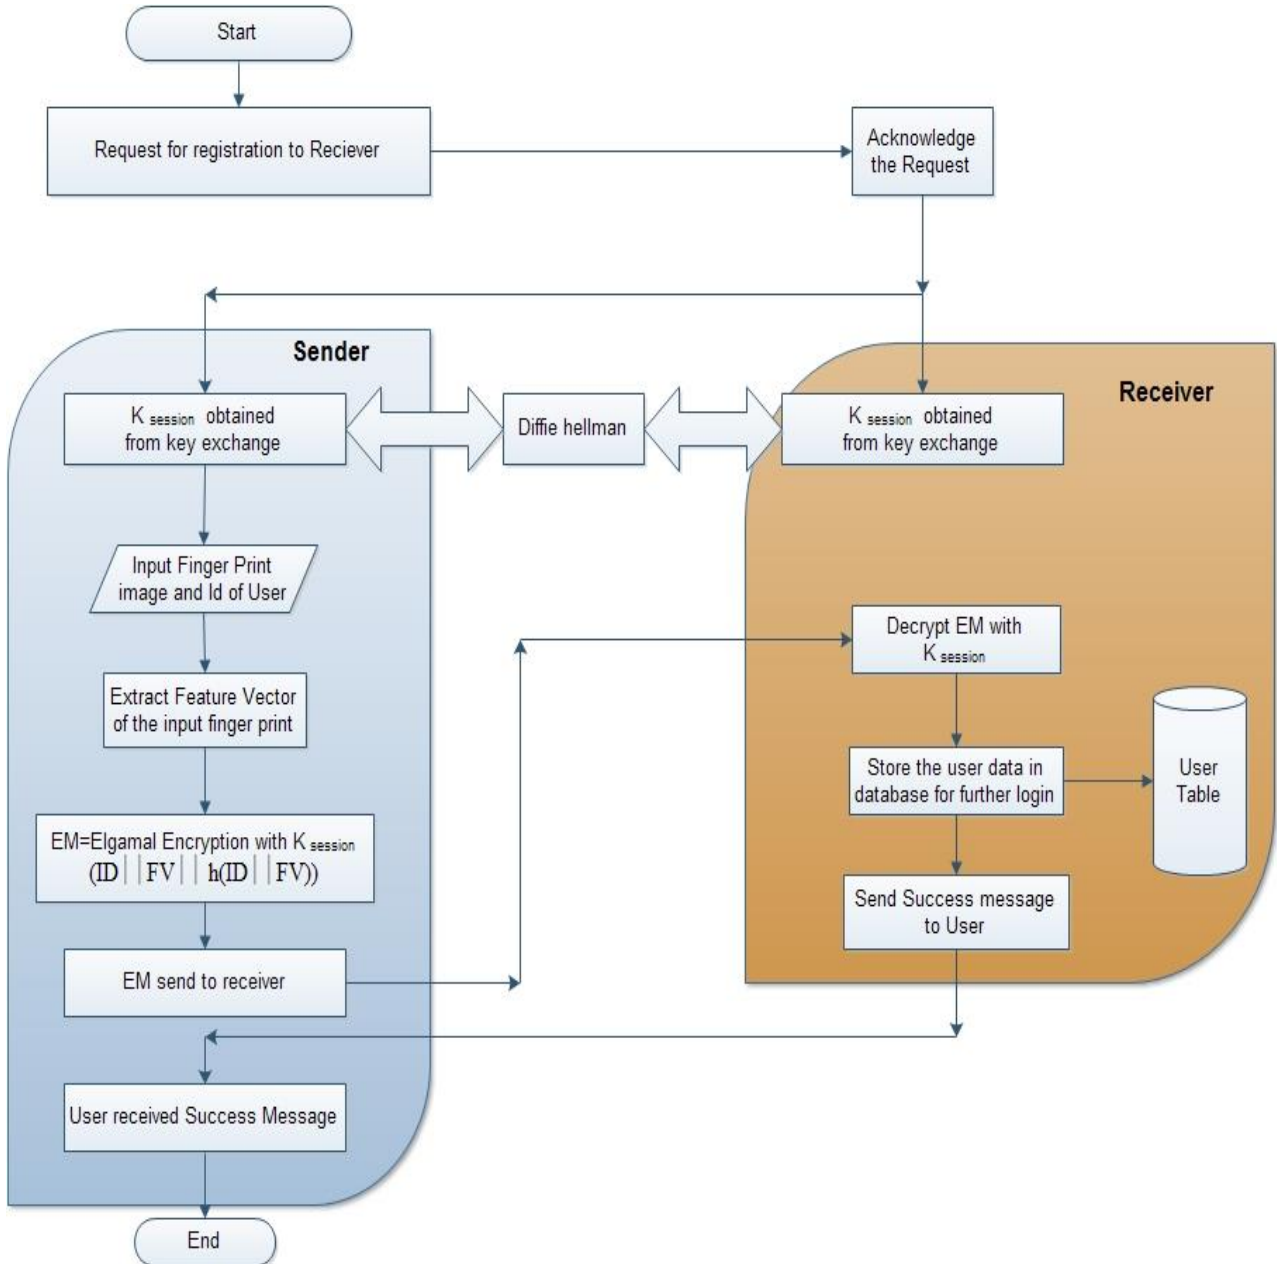 Start
Request for registration to Reciever
Acknowledge
the Request
Sender
Receiver
K session obtained
from key exchange
Diffie hellman
K session obtained
from key exchange
Input Finger Print
image and Id of User
Extract Feature Vector
of the input finger print
EM=Elgamal Encryption with K session
(ID||FV|| h(ID||FV))
EM send to receiver
Decrypt EM with
K session
Store the user data in
database for further login
User
Table
Send Success message
to User
User received Success Message
End